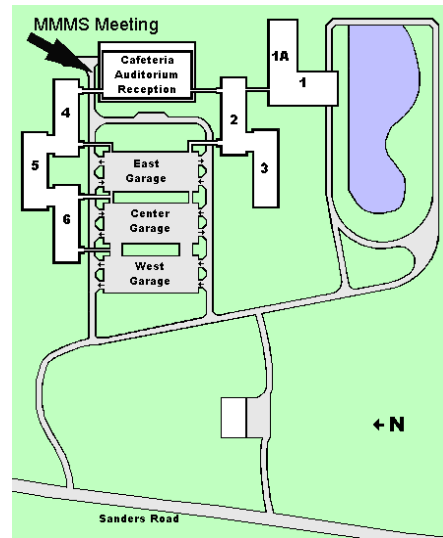 MMMS Meeting
Cafeteria
Auditorium
Reception
1A
1
4
2
5
3
East
Garage
6
Center
Garage
West
Garage
N
Sanders Road